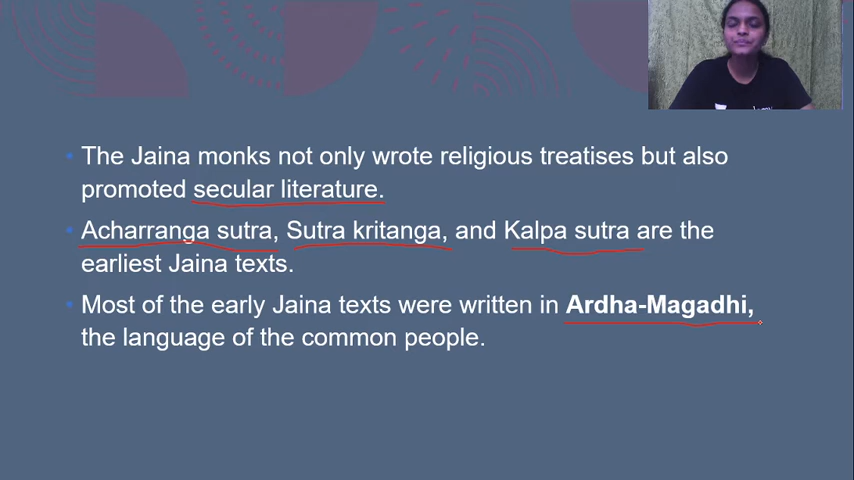 The Jaina monks not only wrote religious treatises but also
promoted secular literature.
Acharranga sutra, Sutra kritanga, and Kalpa sutra are the
earliest Jaina texts.
Most of the early Jaina texts were written in Ardha-Magadhi,
the language of the common people.